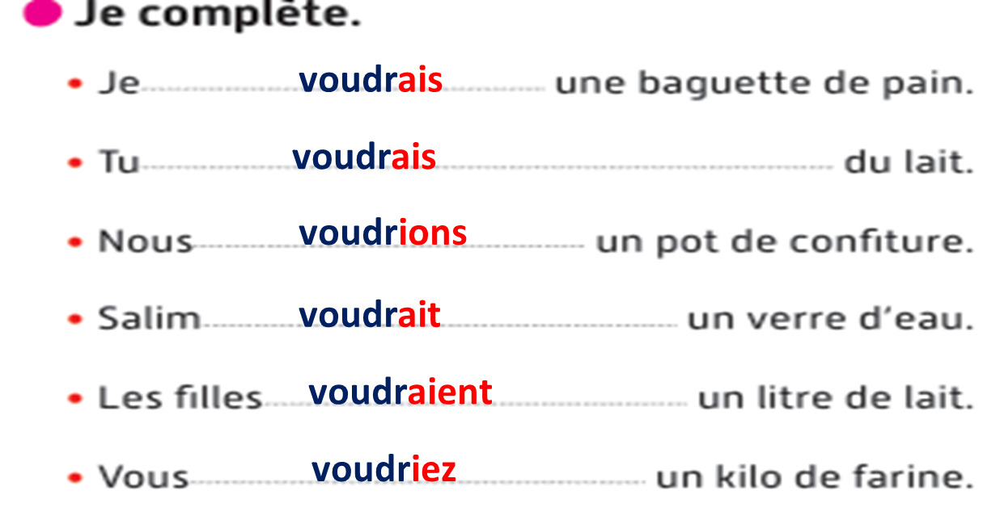 Je complète.
• Je voudrais une baguette de pain.
• Tu voudrais du lait.
• Nous voudrions un pot de confiture.
• Salim voudrait un verre d'eau.
• Les filles voudraient un litre de lait.
• Vous voudriez un kilo de farine.